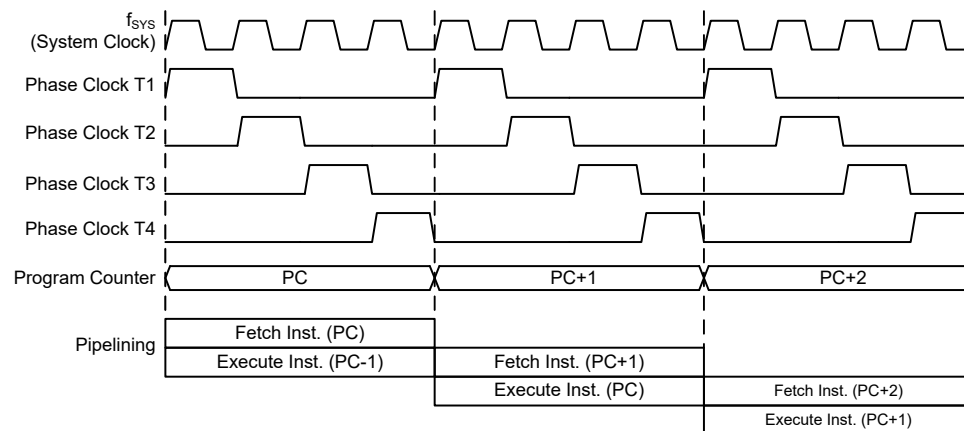 fSYS
(System Clock)
Phase Clock T1
Phase Clock T2
Phase Clock T3
Phase Clock T4
Program Counter PC PC+1 PC+2
Pipelining
Fetch Inst. (PC)
Execute Inst. (PC-1) Fetch Inst. (PC+1)
Execute Inst. (PC) Fetch Inst. (PC+2)
Execute Inst. (PC+1)